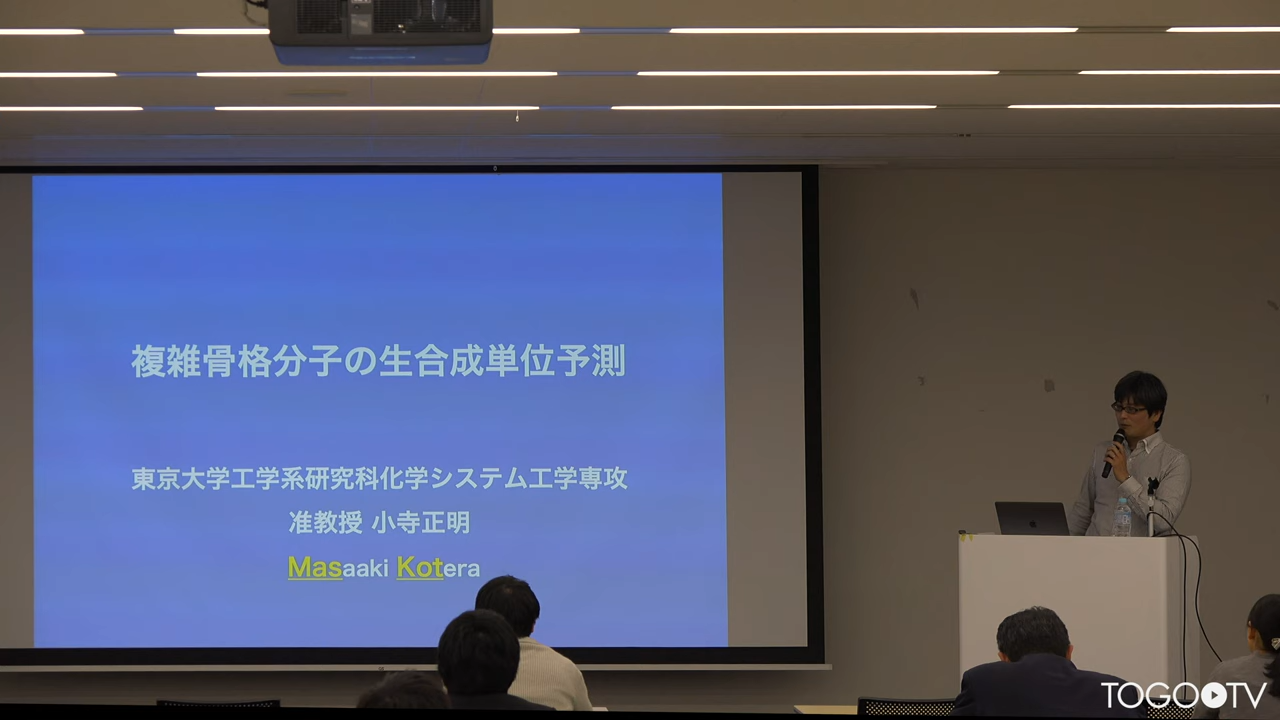 複雑骨格分子の生合成単位予測
東京大学工学系研究科化学システム工学専攻
准教授 小寺正明
Masaaki Kotera
TOGOTV